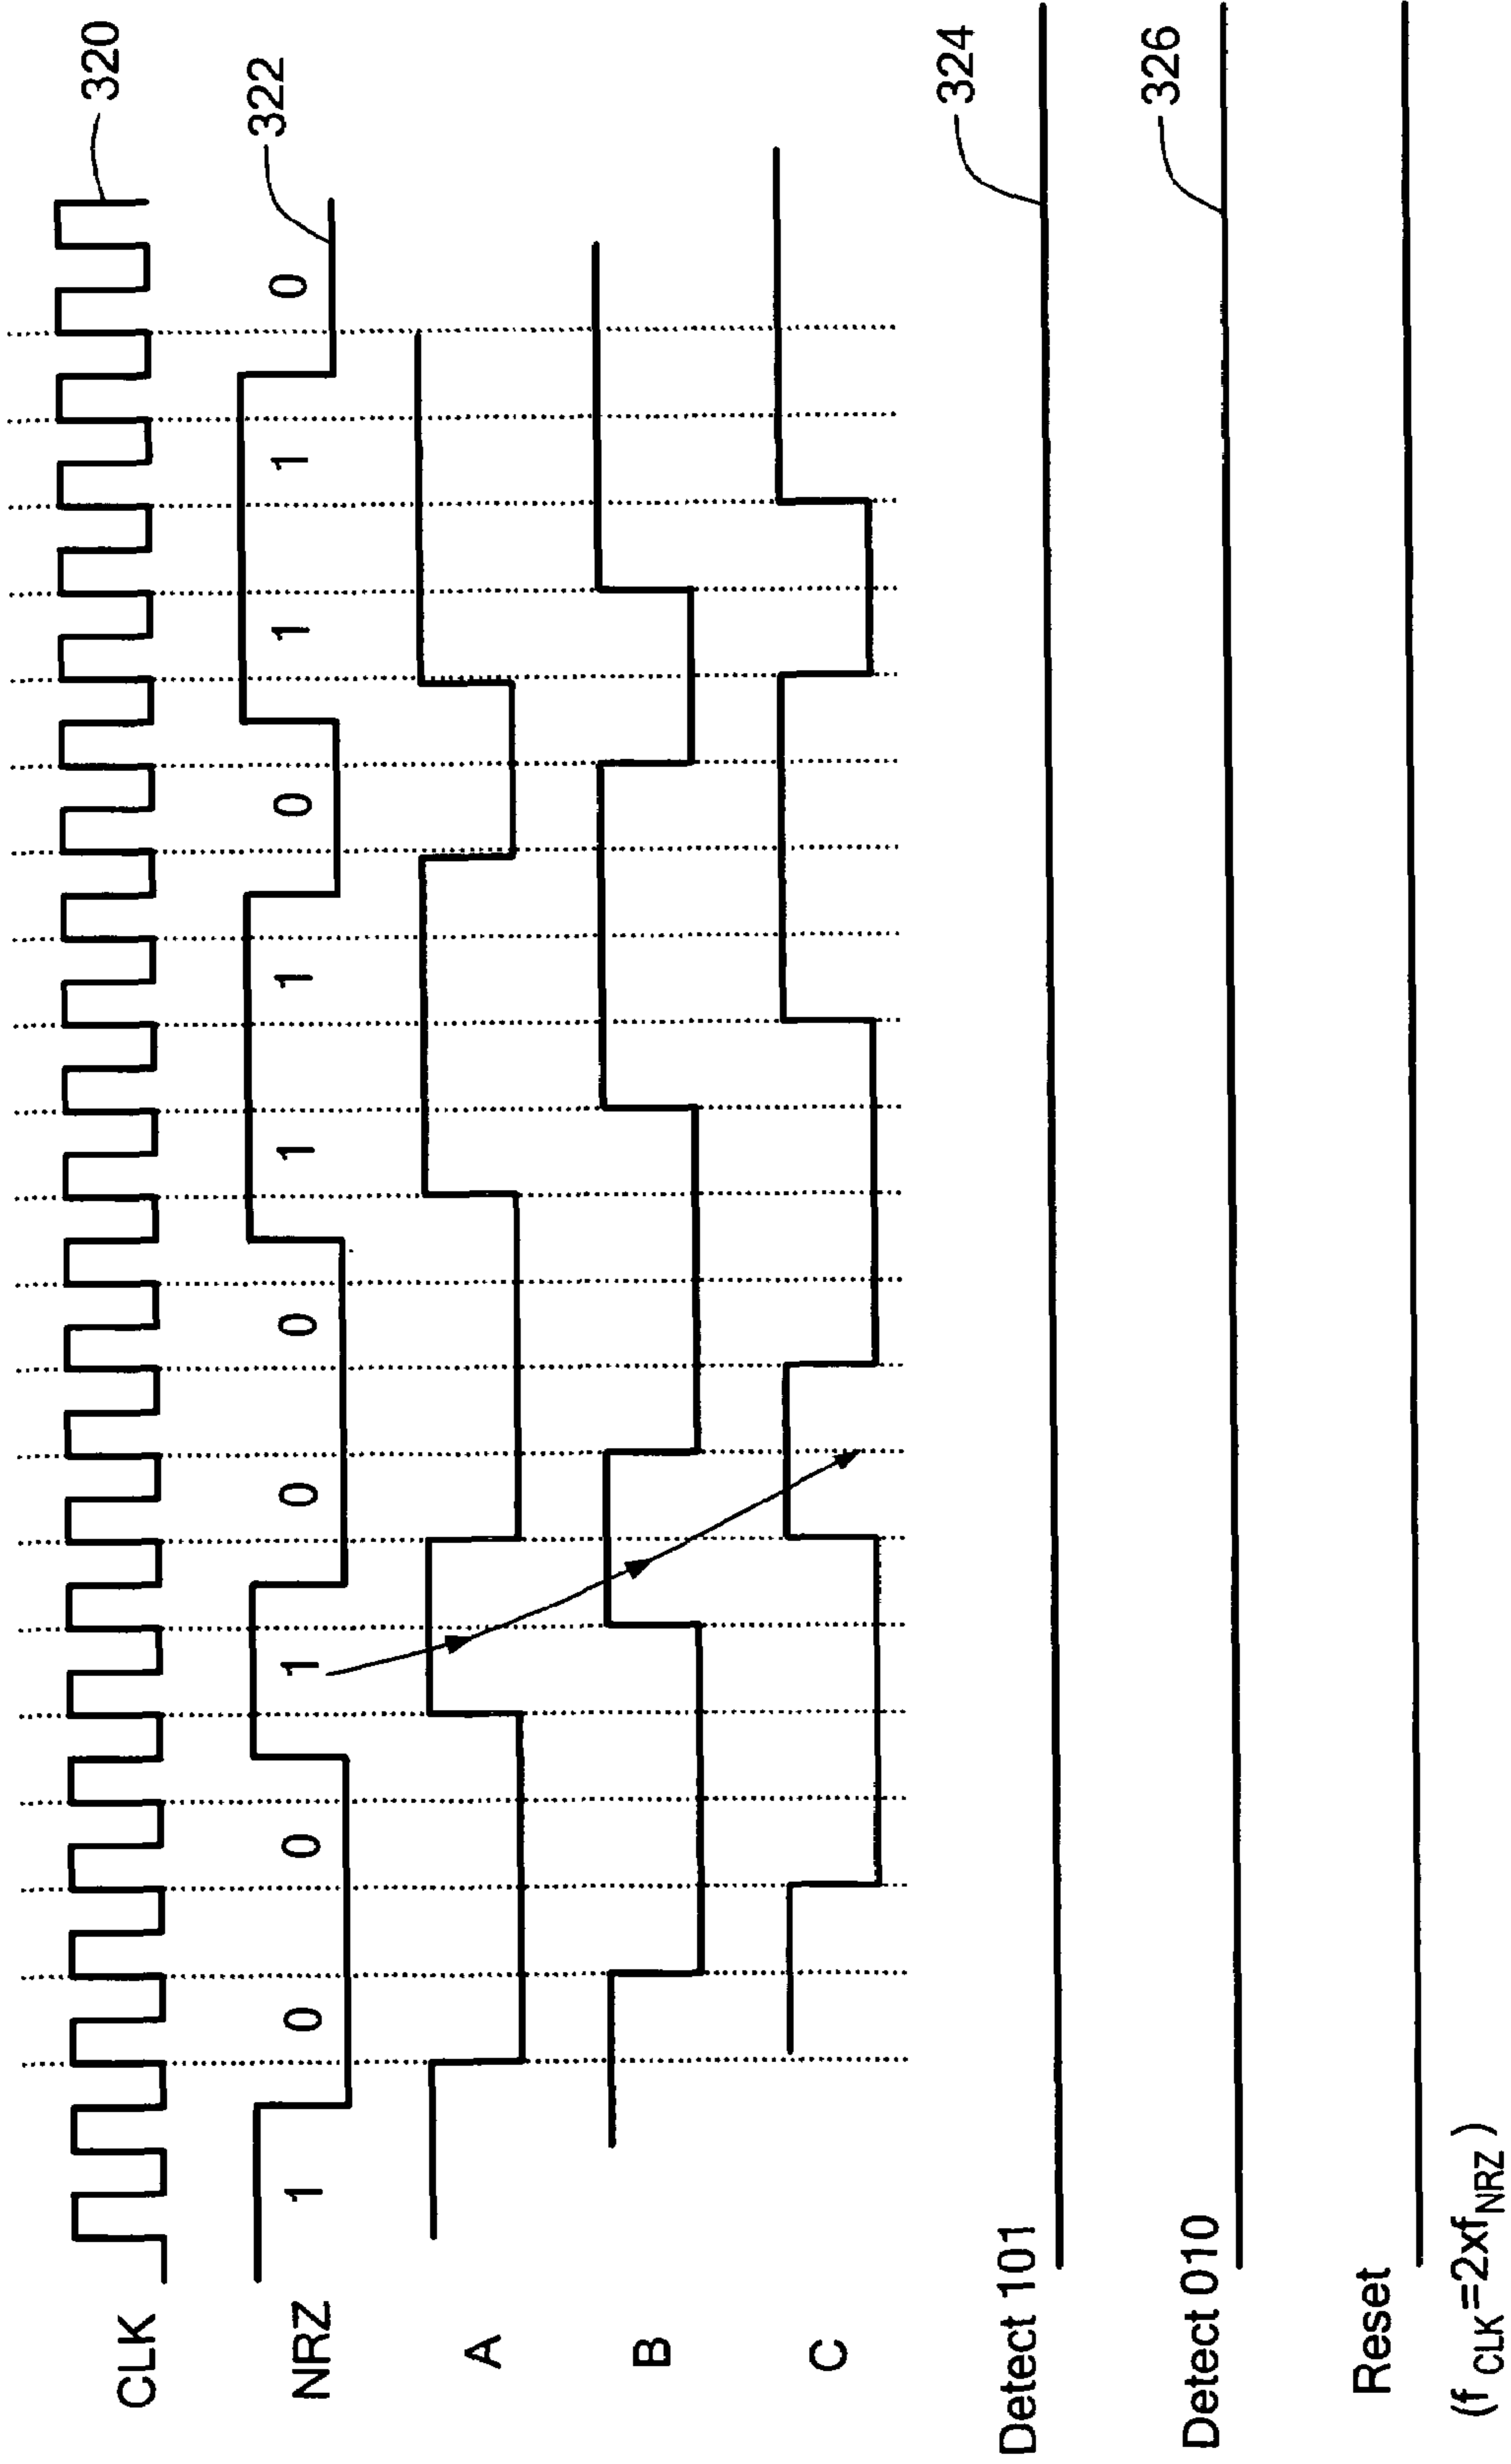 CLK 320
NRZ 1 0 0 1 0 0 1 1 0 1 1 0 322
A
B
C
Detect 101 324
Detect 010 326
Reset
(f CLK=2xfNRZ)